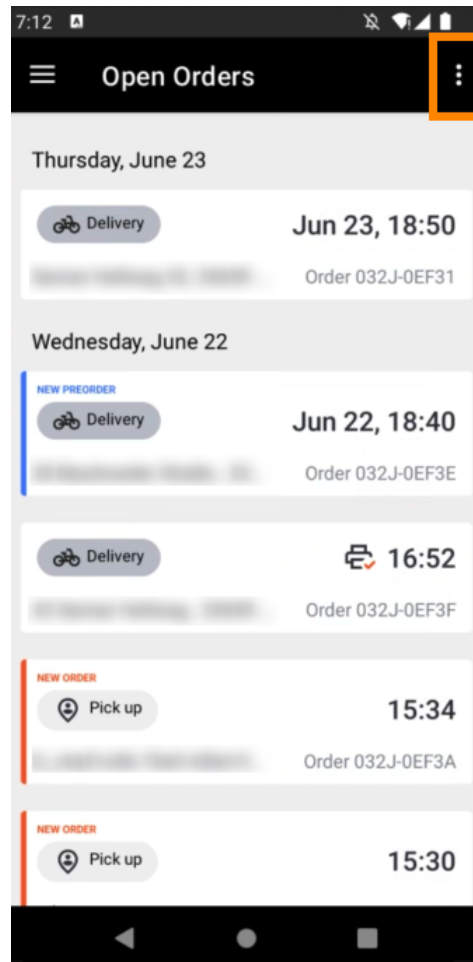 7:12
Open Orders
Thursday, June 23
Delivery
Jun 23, 18:50
Order 032J-0EF31
Wednesday, June 22
NEW PREORDER
Delivery
Jun 22, 18:40
Order 032J-0EF3E
Delivery
16:52
Order 032J-0EF3F
NEW ORDER
Pick up
15:34
Order 032J-0EF3A
NEW ORDER
Pick up
15:30